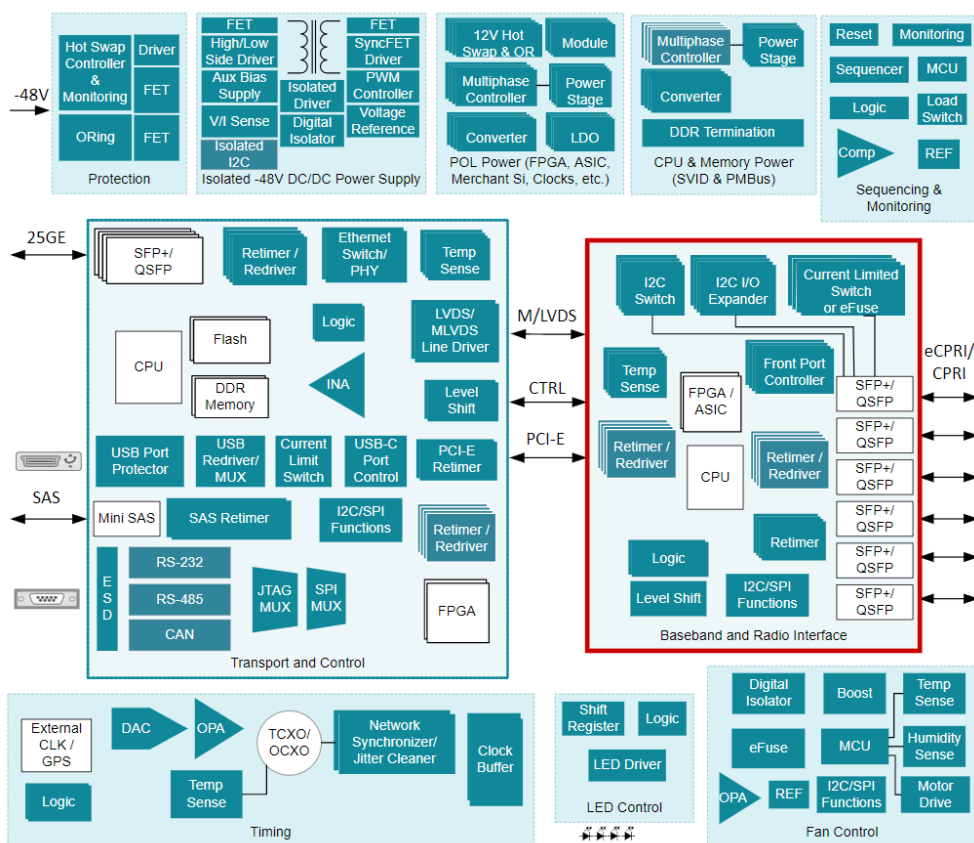 -48V
Hot Swap
Controller
&
Monitoring
Driver
FET
ORing
FET
Protection
FET
High/Low
Side Driver
Aux Bias
Supply
V/I Sense
Isolated
I2C
Isolated
Driver
Digital
Isolator
FET
SyncFET
Driver
PWM
Controller
Voltage
Reference
Isolated -48V DC/DC Power Supply
12V Hot
Swap & OR
Module
Multiphase
Controller
Power
Stage
Converter
LDO
POL Power (FPGA, ASIC,
Merchant Si, Clocks, etc.)
Multiphase
Controller
Power
Stage
Converter
DDR Termination
CPU & Memory Power
(SVID & PMBus)
Reset
Monitoring
Sequencer
MCU
Logic
Load
Switch
Comp
REF
Sequencing &
Monitoring
25GE
SFP+/
QSFP
Retimer /
Redriver
Ethernet
Switch/
PHY
Temp
Sense
CPU
Flash
DDR
Memory
Logic
INA
LVDS/
MLVDS
Line Driver
Level
Shift
USB Port
Protector
USB
Redriver/
MUX
Current
Limit
Switch
USB-C
Port
Control
PCI-E
Retimer
SAS
Mini SAS
SAS Retimer
I2C/SPI
Functions
Retimer /
Redriver
E
S
D
RS-232
RS-485
CAN
JTAG
MUX
SPI
MUX
FPGA
Transport and Control
M/LVDS
CTRL
PCI-E
I2C
Switch
I2C I/O
Expander
Current Limited
Switch
or eFuse
Temp
Sense
FPGA /
ASIC
Front Port
Controller
Retimer /
Redriver
CPU
Retimer /
Redriver
Logic
Retimer
Level Shift
I2C/SPI
Functions
SFP+/
QSFP
SFP+/
QSFP
SFP+/
QSFP
SFP+/
QSFP
SFP+/
QSFP
SFP+/
QSFP
Baseband and Radio Interface
eCPRI/
CPRI
External
CLK /
GPS
Logic
DAC
OPA
Temp
Sense
TCXO/
OCXO
Network
Synchronizer/
Jitter Cleaner
Clock
Buffer
Timing
Shift
Register
Logic
LED Driver
LED Control
Digital
Isolator
Boost
Temp
Sense
eFuse
MCU
Humidity
Sense
OPA
REF
I2C/SPI
Functions
Motor
Drive
Fan Control